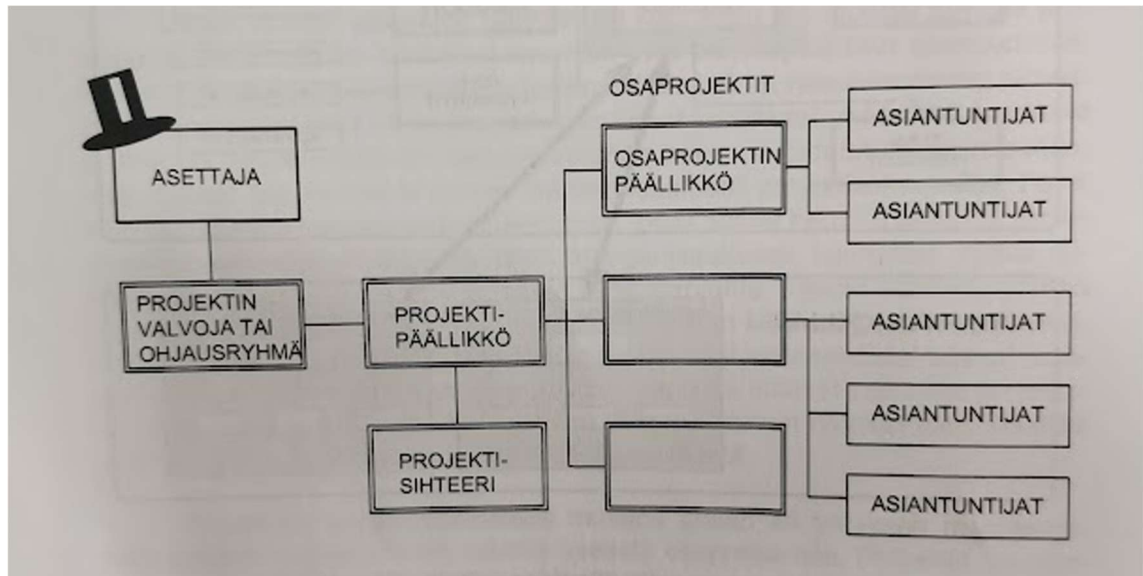 OSAPROJEKTIT
ASETTAJA
PROJEKTIN
VALVOJA TAI
OHJAUSRYHMÄ
PROJEKTI-
PÄÄLLIKKÖ
PROJEKTI-
SIHTEERI
OSAPROJEKTIN
PÄÄLLIKKÖ
ASIANTUNTIJAT
ASIANTUNTIJAT
ASIANTUNTIJAT
ASIANTUNTIJAT
ASIANTUNTIJAT